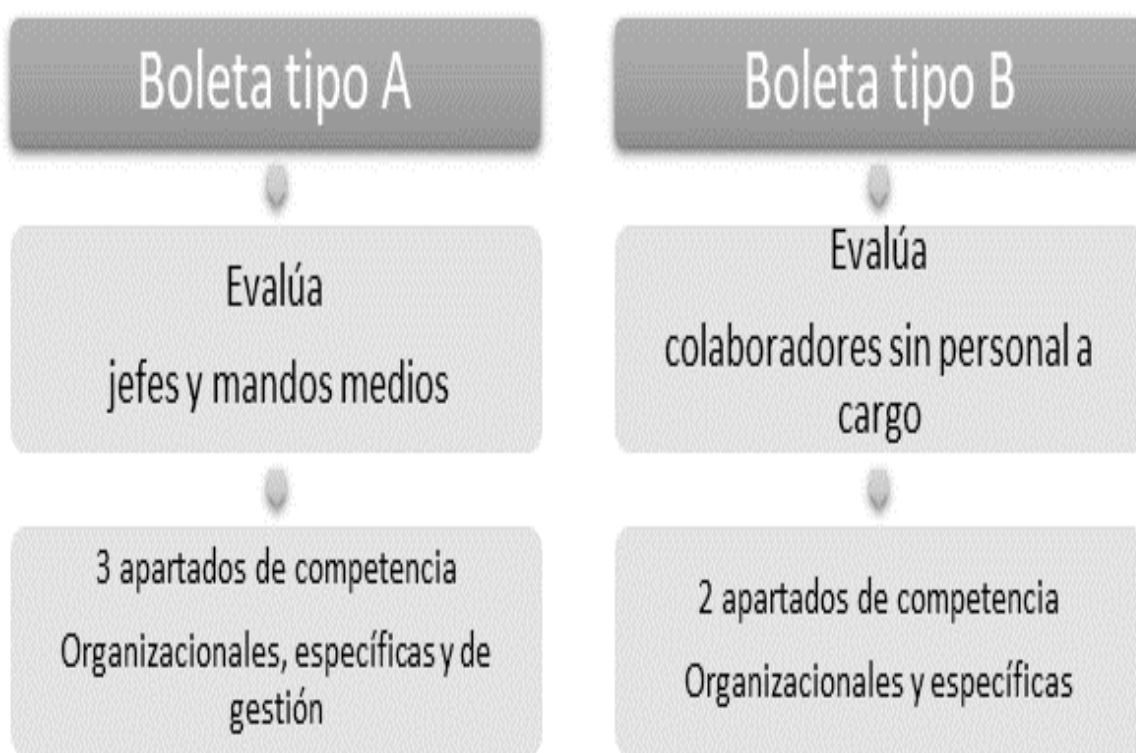 Boleta tipo A
Evalúa
jefes y mandos medios
3 apartados de competencia
Organizacionales, específicas y de
gestión
Boleta tipo B
Evalúa
colaboradores sin personal a
cargo
2 apartados de competencia
Organizacionales y específicas